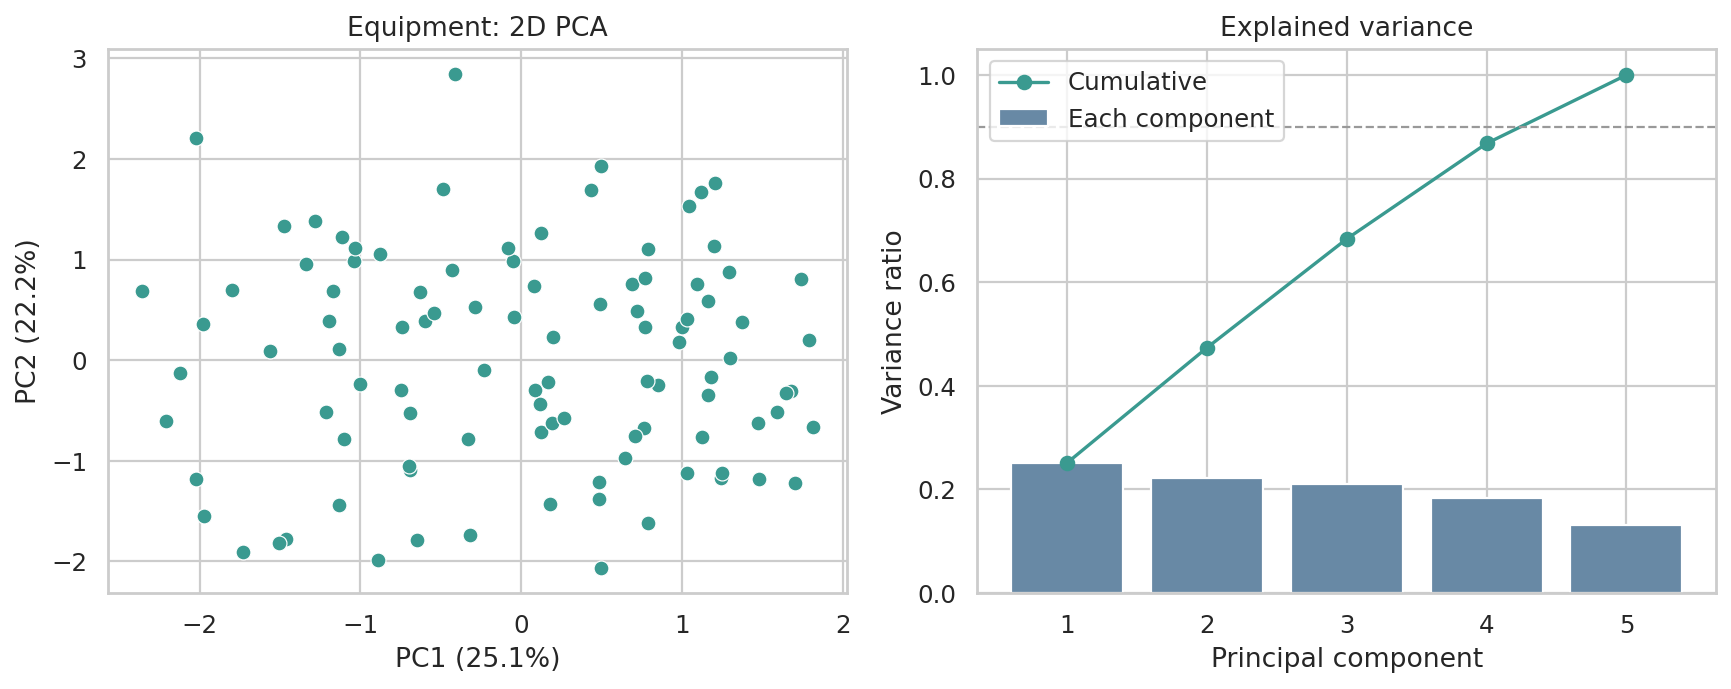 Equipment: 2D PCA
3
2
1
0
−1
−2
PC2 (22.2%)
−2
−1
0
1
2
PC1 (25.1%)
Explained variance
Cumulative
Each component
1.0
0.8
0.6
0.4
0.2
0.0
Variance ratio
1
2
3
4
5
Principal component